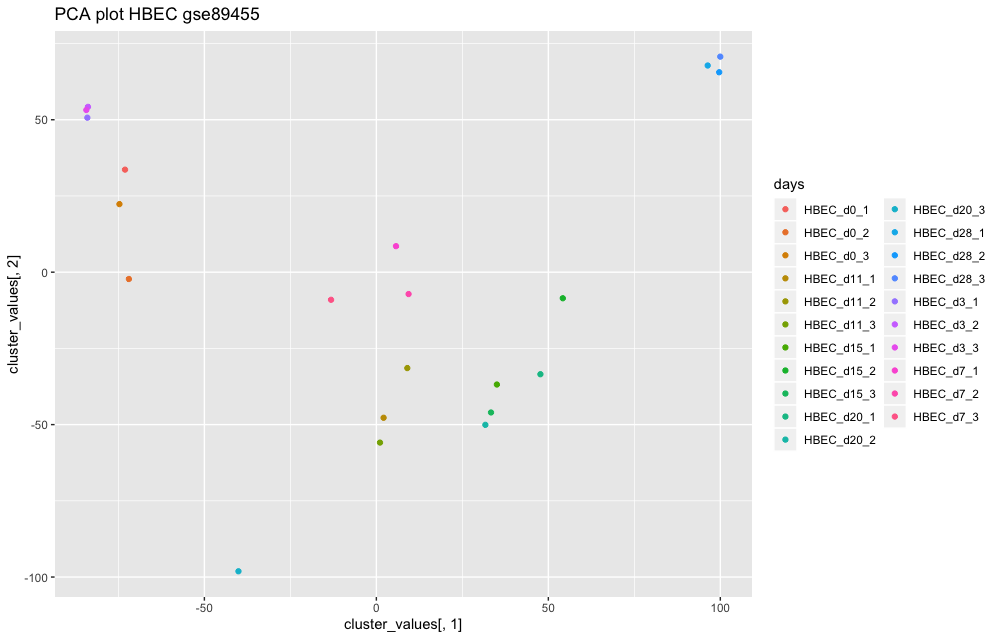 PCA plot HBEC gse89455
cluster_values[, 2]
50
0
-50
-100
-50
0
50
100
cluster_values[, 1]
days
HBEC_d0_1
HBEC_d0_2
HBEC_d0_3
HBEC_d11_1
HBEC_d11_2
HBEC_d11_3
HBEC_d15_1
HBEC_d15_2
HBEC_d15_3
HBEC_d20_1
HBEC_d20_2
HBEC_d20_3
HBEC_d28_1
HBEC_d28_2
HBEC_d28_3
HBEC_d3_1
HBEC_d3_2
HBEC_d3_3
HBEC_d7_1
HBEC_d7_2
HBEC_d7_3